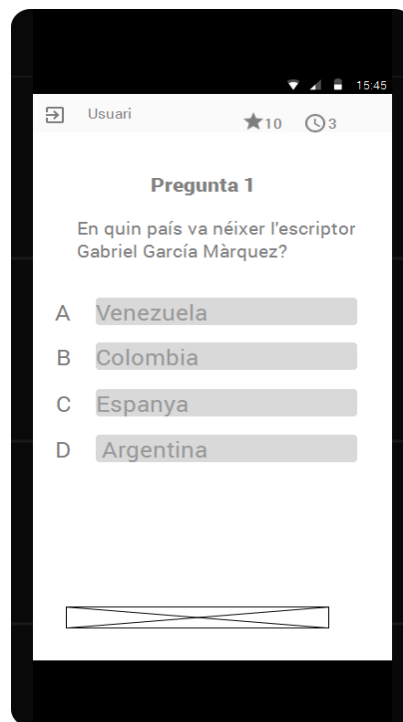 15:45
Usuari 10 3
Pregunta 1
En quin país va néixer l'escriptor
Gabriel García Màrquez?
A Venezuela
B Colombia
C Espanya
D Argentina